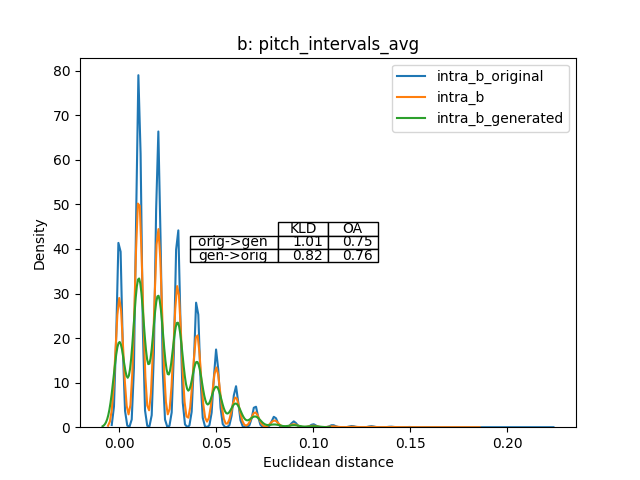 b: pitch_intervals_avg
intra_b_original
intra_b
intra_b_generated
80
70
60
50
40
30
20
10
0
Density
KLD OA
orig->gen 1.01 0.75
gen->orig 0.82 0.76
0.00 0.05 0.10 0.15 0.20
Euclidean distance